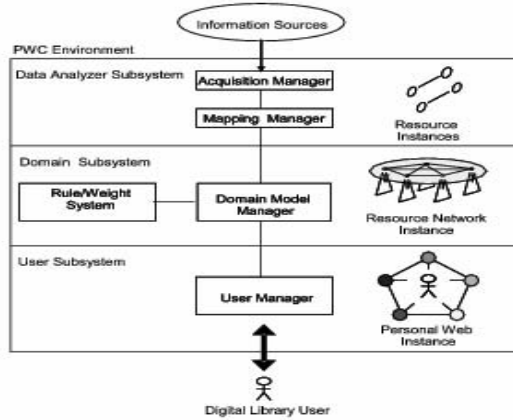 Information Sources
PWC Environment
Data Analyzer Subsystem
Acquisition Manager
Mapping Manager
Resource
Instances
Domain Subsystem
Rule/Weight
System
Domain Model
Manager
Resource Network
Instance
User Subsystem
User Manager
Personal Web
Instance
Digital Library User